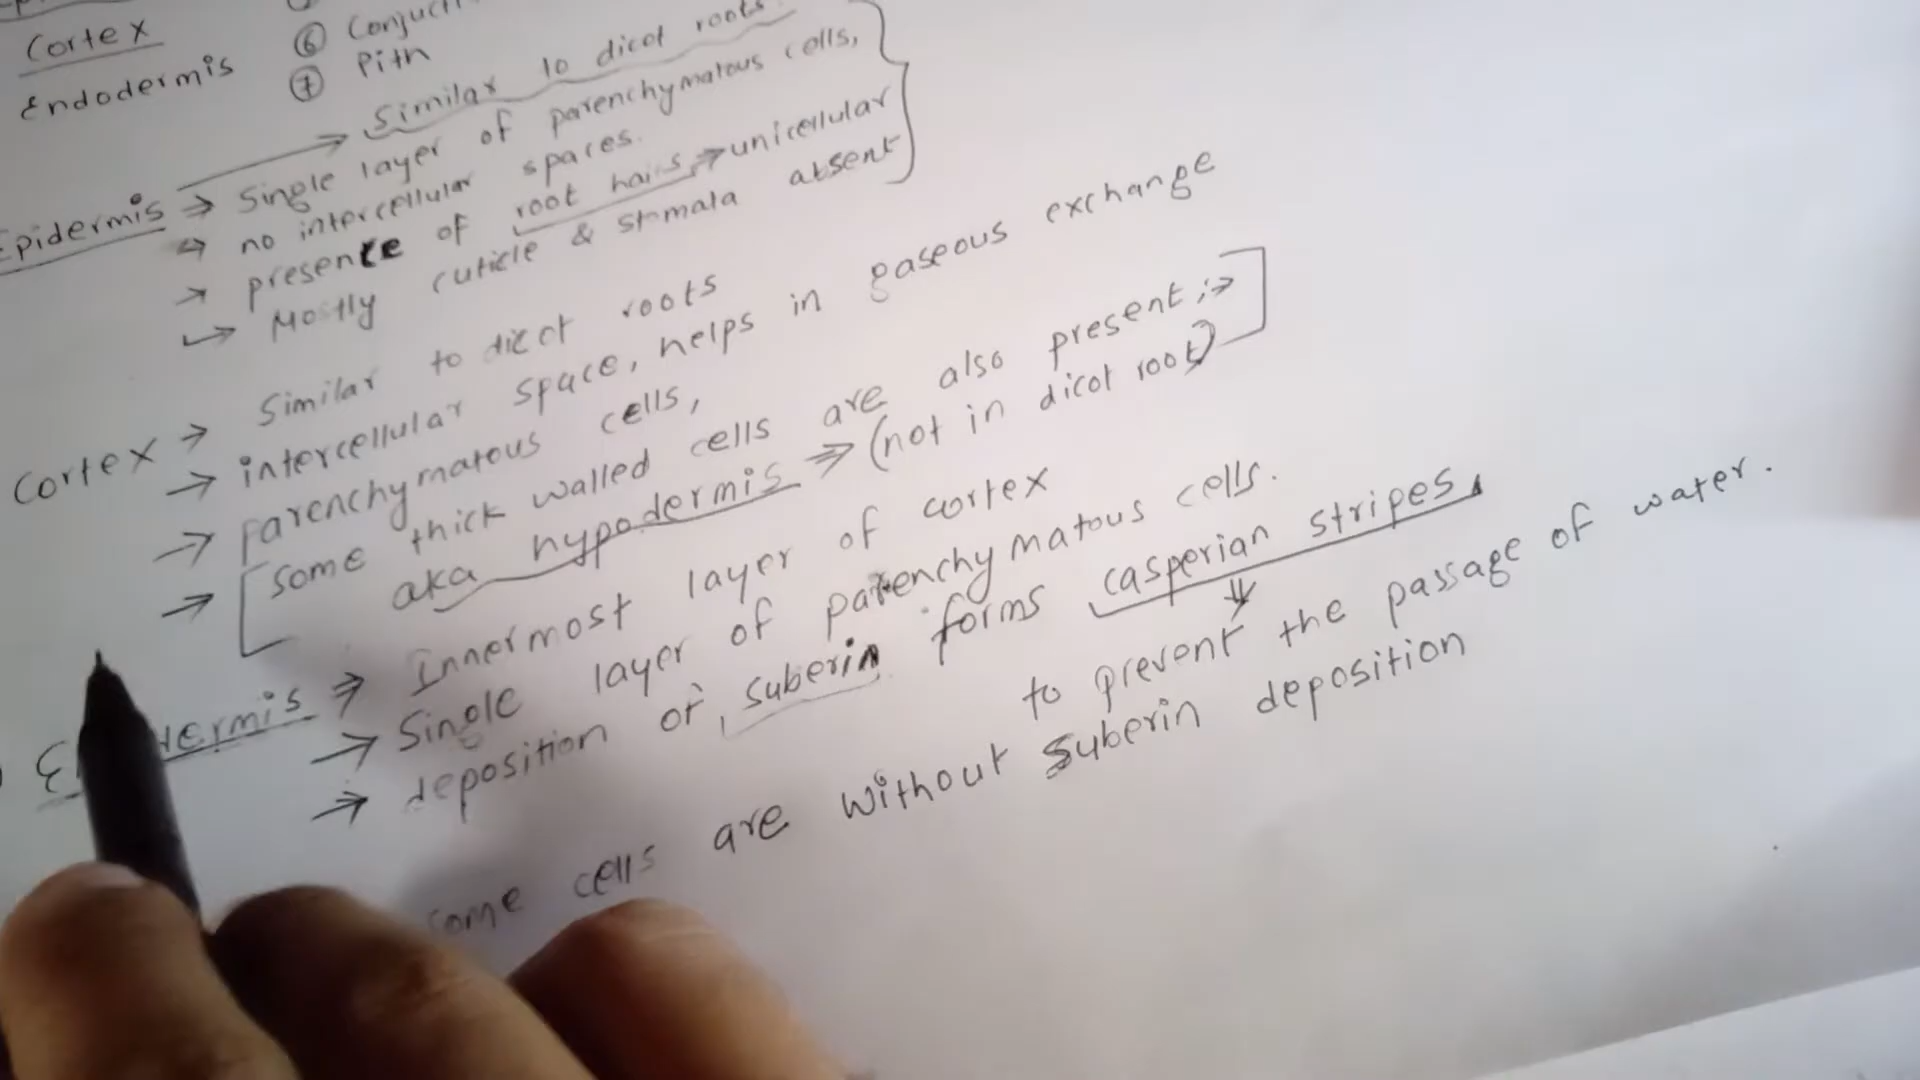 Cortex
Endodermis
⑥
⑦ Pith
Epidermis → Similar to dicot roots
→ Single layer of parenchymatous cells,
→ no intercellular spaces.
→ presence of root hairs → unicellular
↳ Mostly cuticle & stomata absent
Cortex → Similar to dicot roots
→ intercellular space, helps in gaseous exchange
→ parenchymatous cells,
→ [some thick walled cells are also present ;→
aka hypodermis ⇒ (not in dicot root)]
⇒ Innermost layer of cortex
→ Single layer of parenchymatous cells.
→ deposition of suberin forms casperian stripes
⇓
to prevent the passage of water.
some cells are without suberin deposition